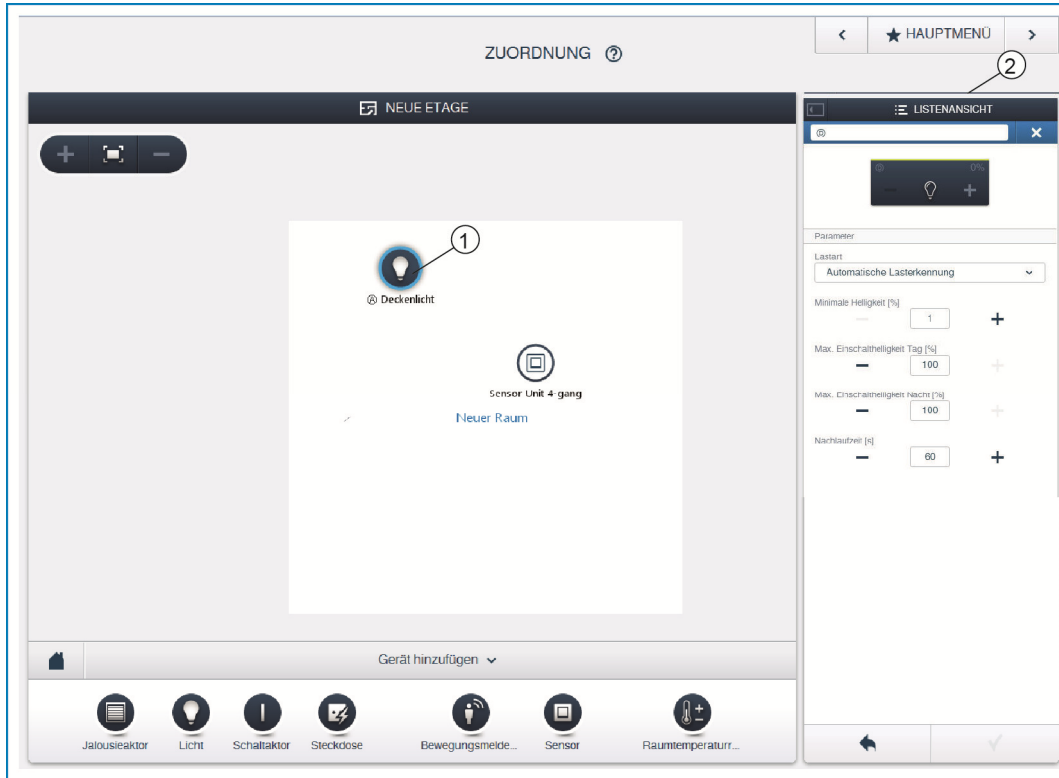 HAUPTMENÜ
ZUORDNUNG
2
NEUE ETAGE
LISTENANSICHT
0%
1
Deckenlicht
Sensor Unit 4-gang
Neuer Raum
Parameter
Lastart
Automatische Lasterkennung
Minimale Helligkeit [%]
1
Max. Einschalthelligkeit Tag [%]
100
Max. Einschalthelligkeit Nacht [%]
100
Nachlaufzeit [s]
60
Gerät hinzufügen
Jalousieaktor
Licht
Schaltaktor
Steckdose
Bewegungsmelde...
Sensor
Raumtemperaturr...